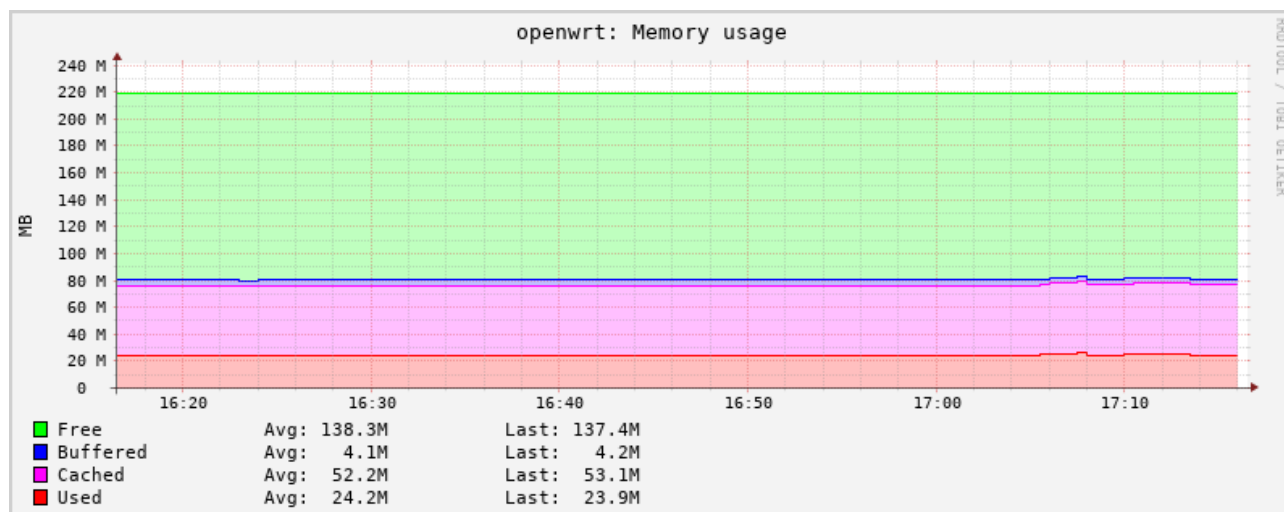 openwrt: Memory usage
RRDTOOL / TOBI OETIKER
240 M
220 M
200 M
180 M
160 M
140 M
120 M
100 M
80 M
60 M
40 M
20 M
0
MB
16:20 16:30 16:40 16:50 17:00 17:10
Free Avg: 138.3M Last: 137.4M
Buffered Avg: 4.1M Last: 4.2M
Cached Avg: 52.2M Last: 53.1M
Used Avg: 24.2M Last: 23.9M